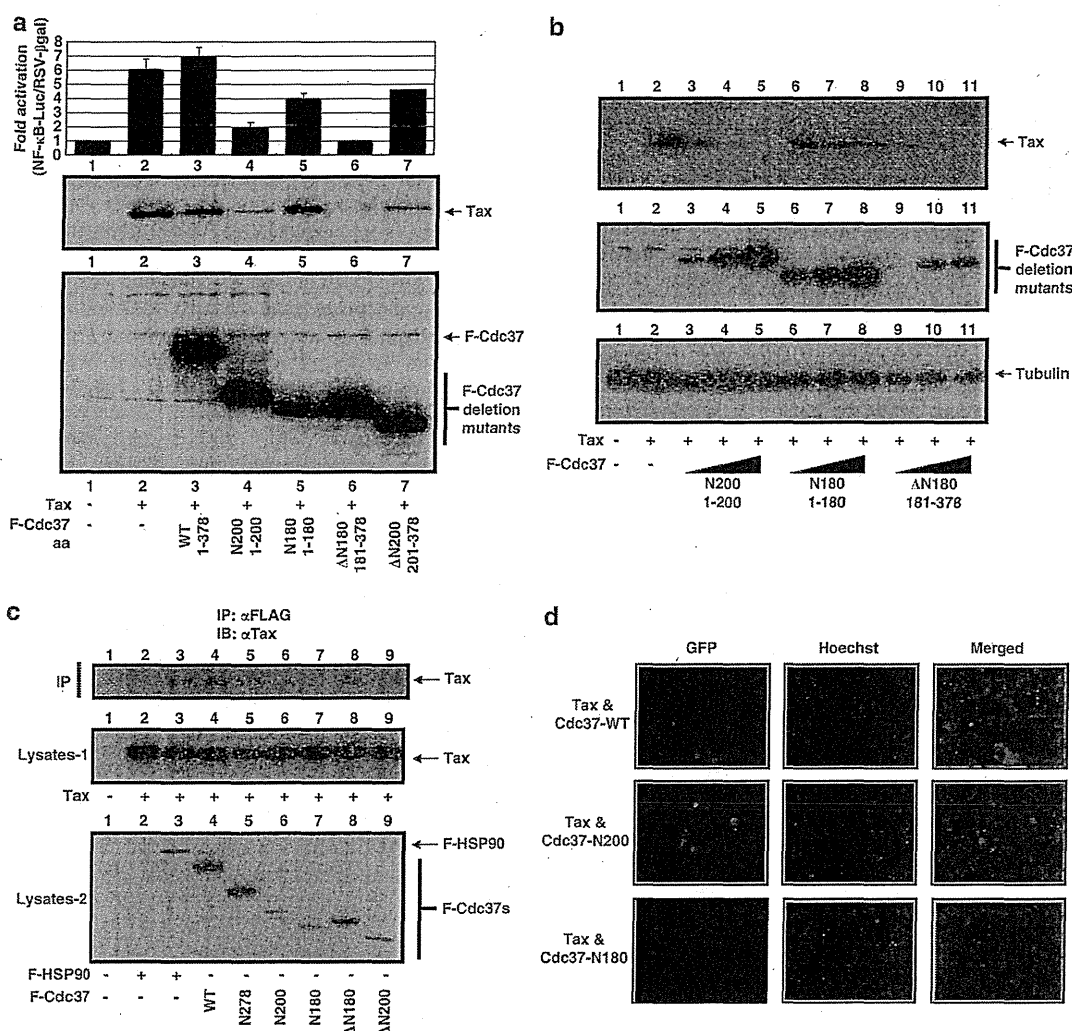 a
Fold activation
(NF-κB-Luc/RSV-βgal)
8
7
6
5
4
3
2
1
0
1 2 3 4 5 6 7
← Tax
1 2 3 4 5 6 7
← F-Cdc37
F-Cdc37
deletion
mutants
1 2 3 4 5 6 7
Tax - + + + + + +
F-Cdc37 - - WT N200 N180 ΔN180 ΔN200
aa 1-378 1-200 1-180 181-378 201-378
b
1 2 3 4 5 6 7 8 9 10 11
← Tax
1 2 3 4 5 6 7 8 9 10 11
F-Cdc37
deletion
mutants
1 2 3 4 5 6 7 8 9 10 11
← Tubulin
Tax - + + + + + + + + + +
F-Cdc37 - -
N200 N180 ΔN180
1-200 1-180 181-378
c
IP: αFLAG
IB: αTax
1 2 3 4 5 6 7 8 9
IP ← Tax
1 2 3 4 5 6 7 8 9
Lysates-1 ← Tax
Tax - + + + + + + + +
1 2 3 4 5 6 7 8 9
← F-HSP90
Lysates-2 F-Cdc37s
F-HSP90 - + + - - - - - -
F-Cdc37 - - - WT N278 N200 N180 ΔN180 ΔN200
d
GFP Hoechst Merged
Tax &
Cdc37-WT
Tax &
Cdc37-N200
Tax &
Cdc37-N180